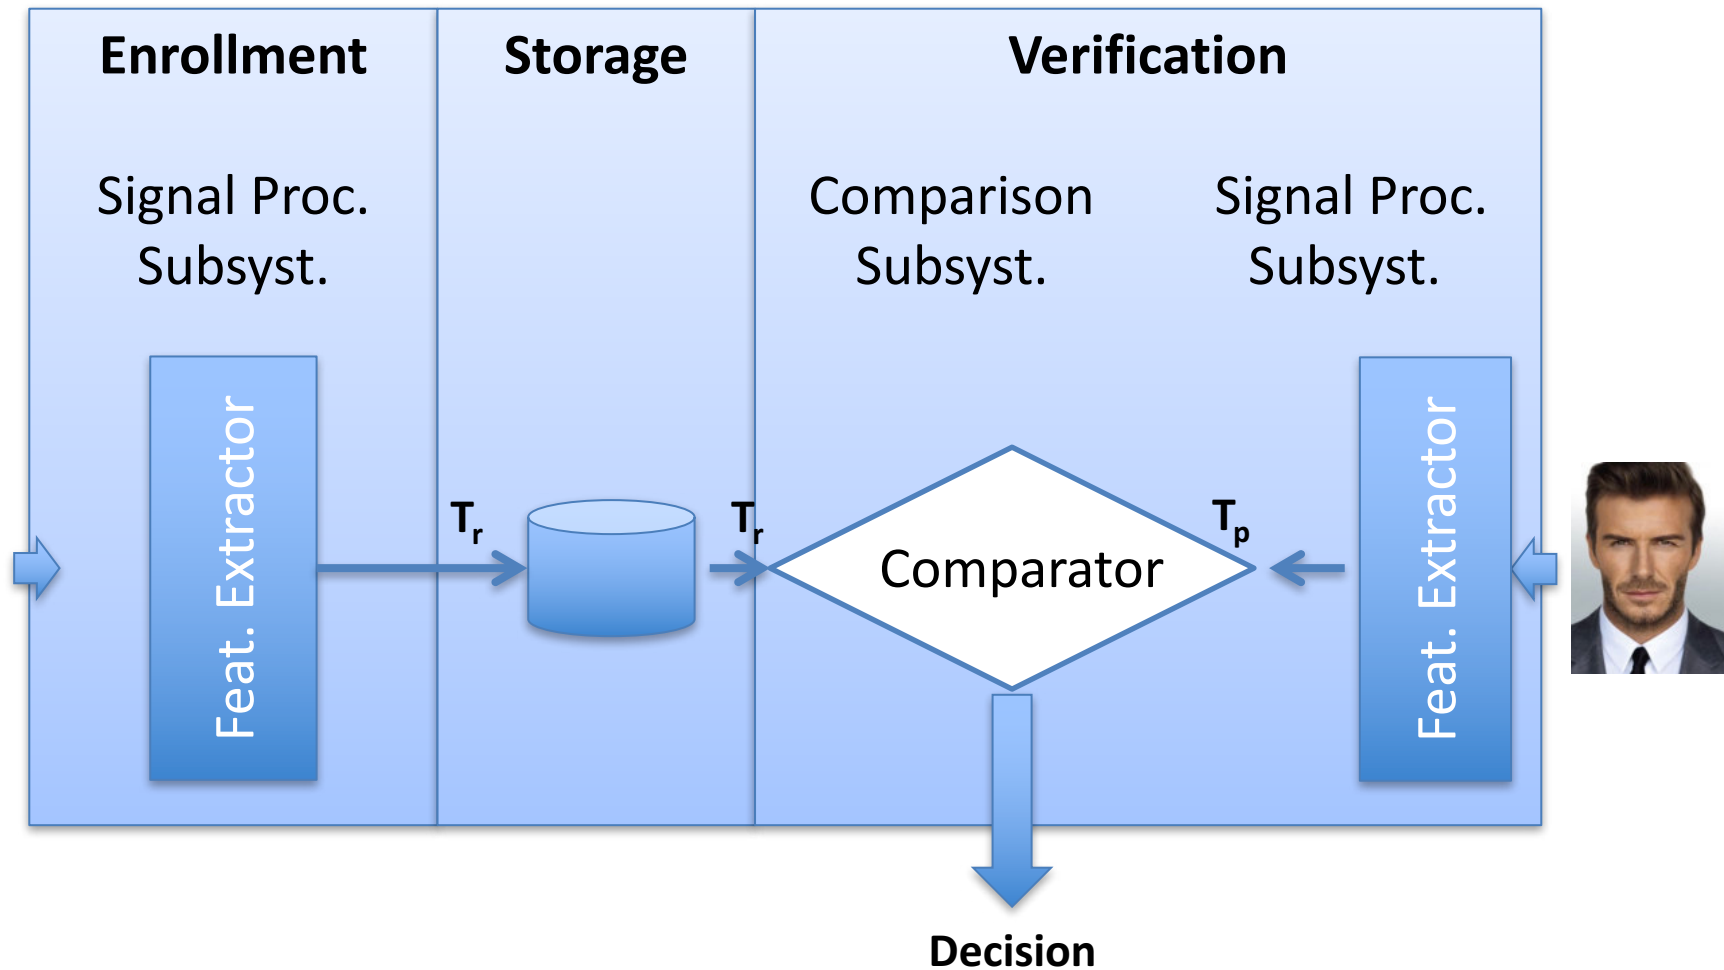 Enrollment
Storage
Verification
Signal Proc.
Subsyst.
Comparison
Subsyst.
Signal Proc.
Subsyst.
Feat. Extractor
Tr
Tr
Comparator
Tp
Feat. Extractor
Decision